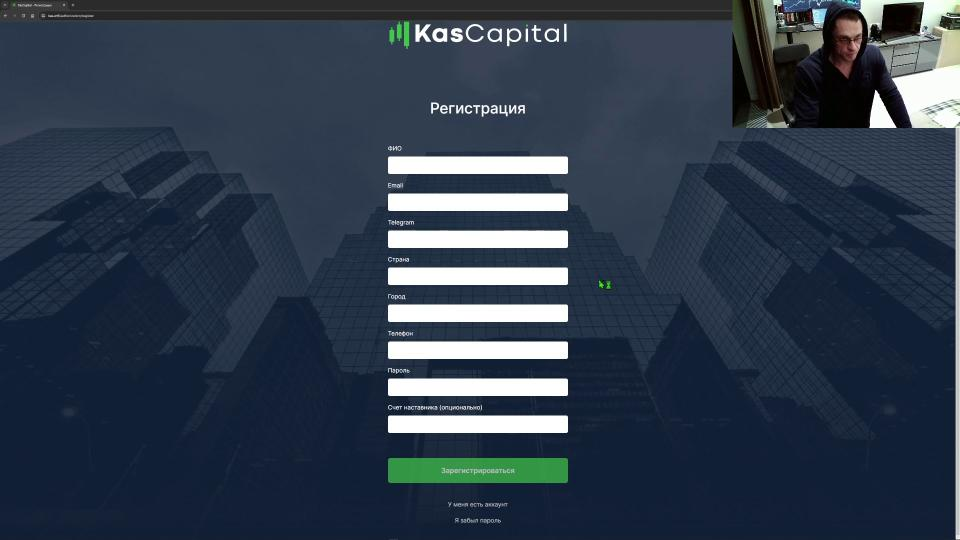 KasCapital - Регистрация
KasCapital
Регистрация
ФИО
Email
Telegram
Страна
Город
Телефон
Пароль
Счет наставника (опционально)
Зарегистрироваться
У меня есть аккаунт
Я забыл пароль